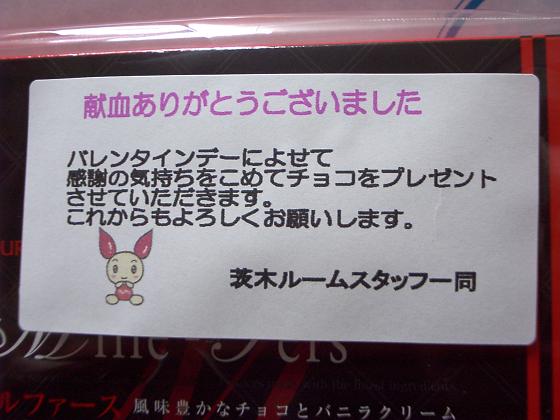 献血ありがとうございました
バレンタインデーによせて
感謝の気持ちをこめてチョコをプレゼント
させていただきます。
これからもよろしくお願いします。
茨木ルームスタッフ一同
ルファース 風味豊かなチョコとバニラクリーム